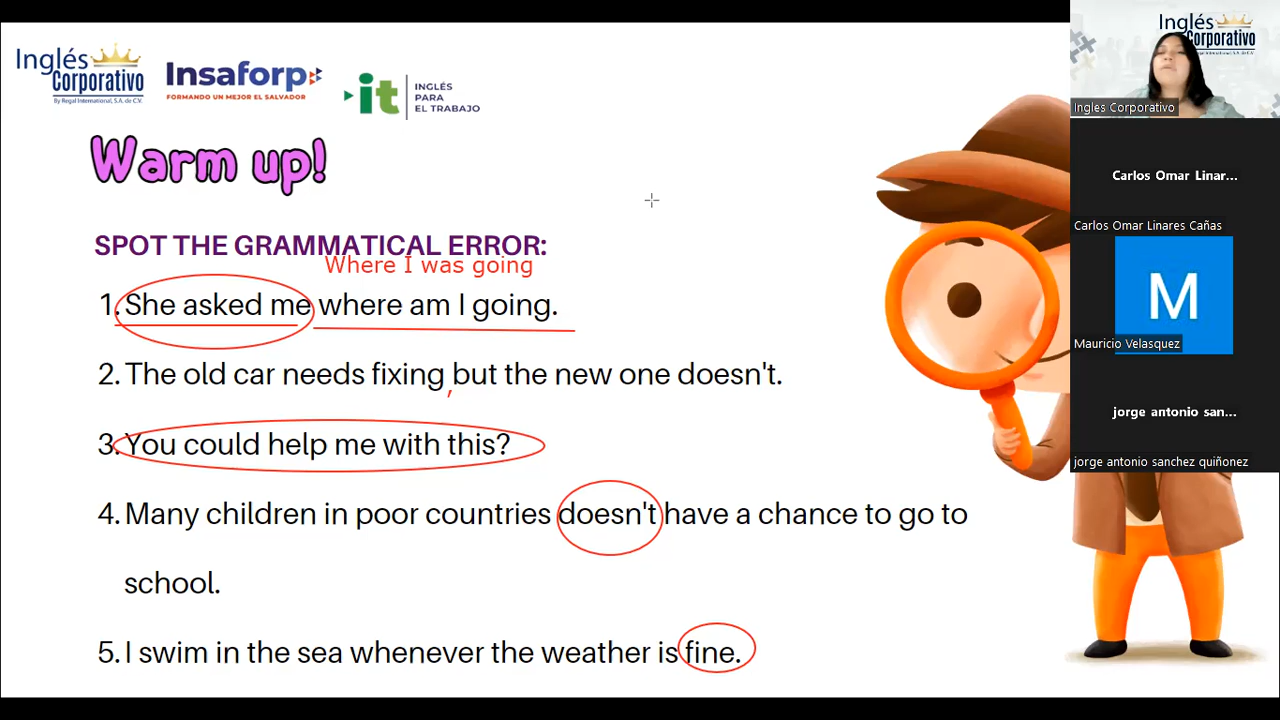 Inglés
Corporativo
By Regal International, S.A. de C.V.
Insaforp
FORMANDO UN MEJOR EL SALVADOR
it
INGLÉS
PARA
EL TRABAJO
Warm up!
SPOT THE GRAMMATICAL ERROR:
Where I was going
1. She asked me where am I going.
2. The old car needs fixing, but the new one doesn't.
3. You could help me with this?
4. Many children in poor countries doesn't have a chance to go to
school.
5. I swim in the sea whenever the weather is fine.
Inglés
Corporativo
Ingles Corporativo
Carlos Omar Linar...
Carlos Omar Linares Cañas
M
Mauricio Velasquez
jorge antonio san...
jorge antonio sanchez quiñonez